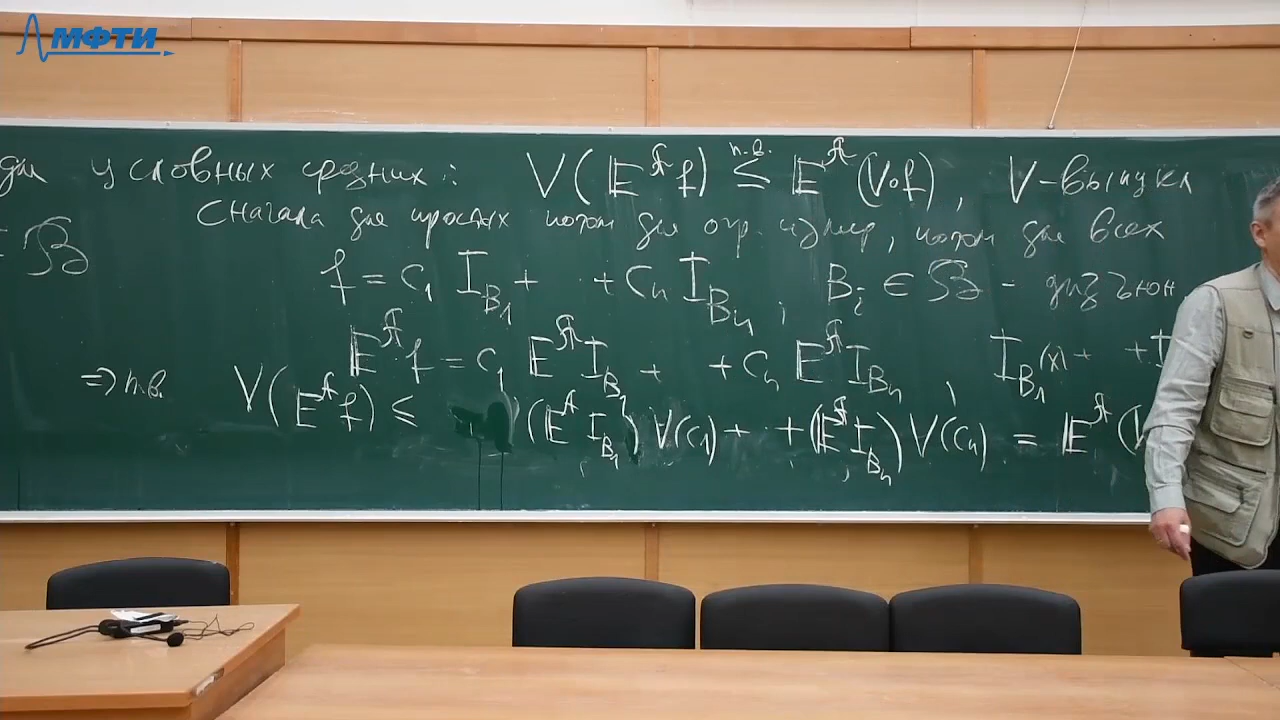 МФТИ
для условных средних: V(𝔼^𝔄 f) ≤^{п.в.} 𝔼^𝔄(V∘f), V-выпукл
сначала для простых потом для огр. измер, потом для всех
𝔅
f = c₁ I_{B₁} + ·· + cₙ I_{Bₙ}, B_i ∈ 𝔅 - дизъюн
𝔼^𝔄 f = c₁ 𝔼^𝔄 I_{B₁} + + cₙ 𝔼^𝔄 I_{Bₙ}, I_{B₁}(x) + + I
⇒ п.в. V(𝔼^𝔄 f) ≤ (𝔼^𝔄 I_{B₁}) V(c₁) + ·· + (𝔼^𝔄 I_{Bₙ}) V(cₙ) = 𝔼^𝔄(